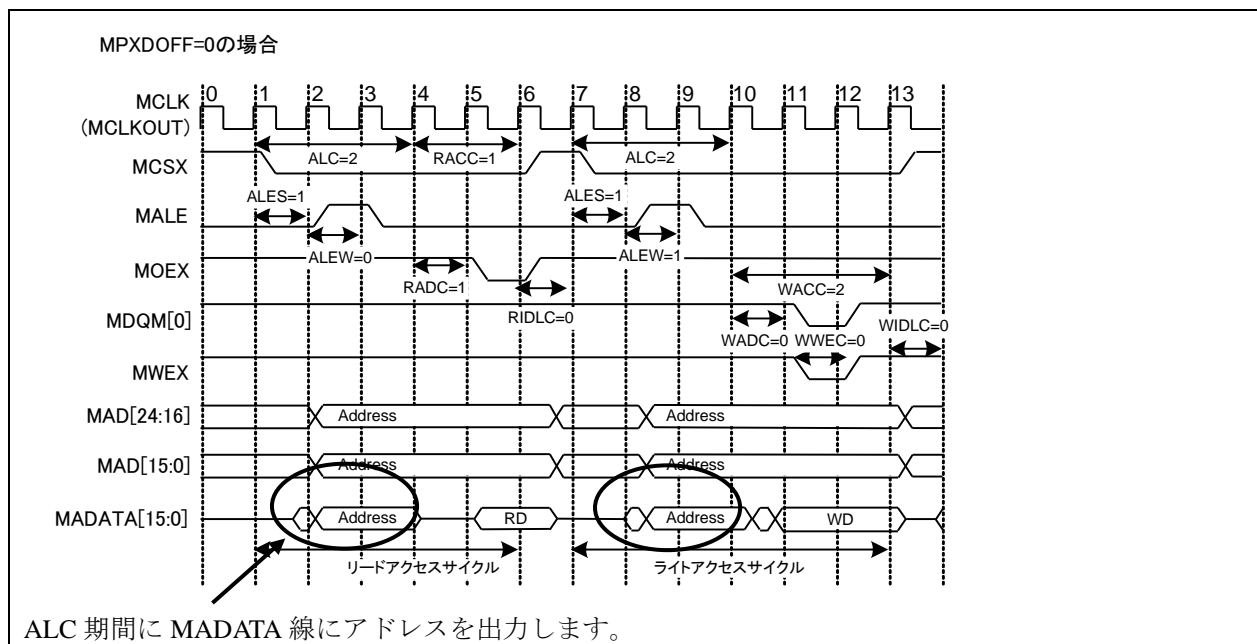 MPXDOFF=0の場合
0 1 2 3 4 5 6 7 8 9 10 11 12 13
MCLK
(MCLKOUT)
ALC=2 RACC=1 ALC=2
MCSX
ALES=1 ALES=1
MALE
ALEW=0 ALEW=1
MOEX
RADC=1 WACC=2
RIDLC=0
MDQM[0]
WADC=0 WWEC=0 WIDLC=0
MWEX
MAD[24:16] Address Address
MAD[15:0] Address Address
MADATA[15:0] Address RD Address WD
リードアクセスサイクル ライトアクセスサイクル
ALC 期間に MADATA 線にアドレスを出力します。